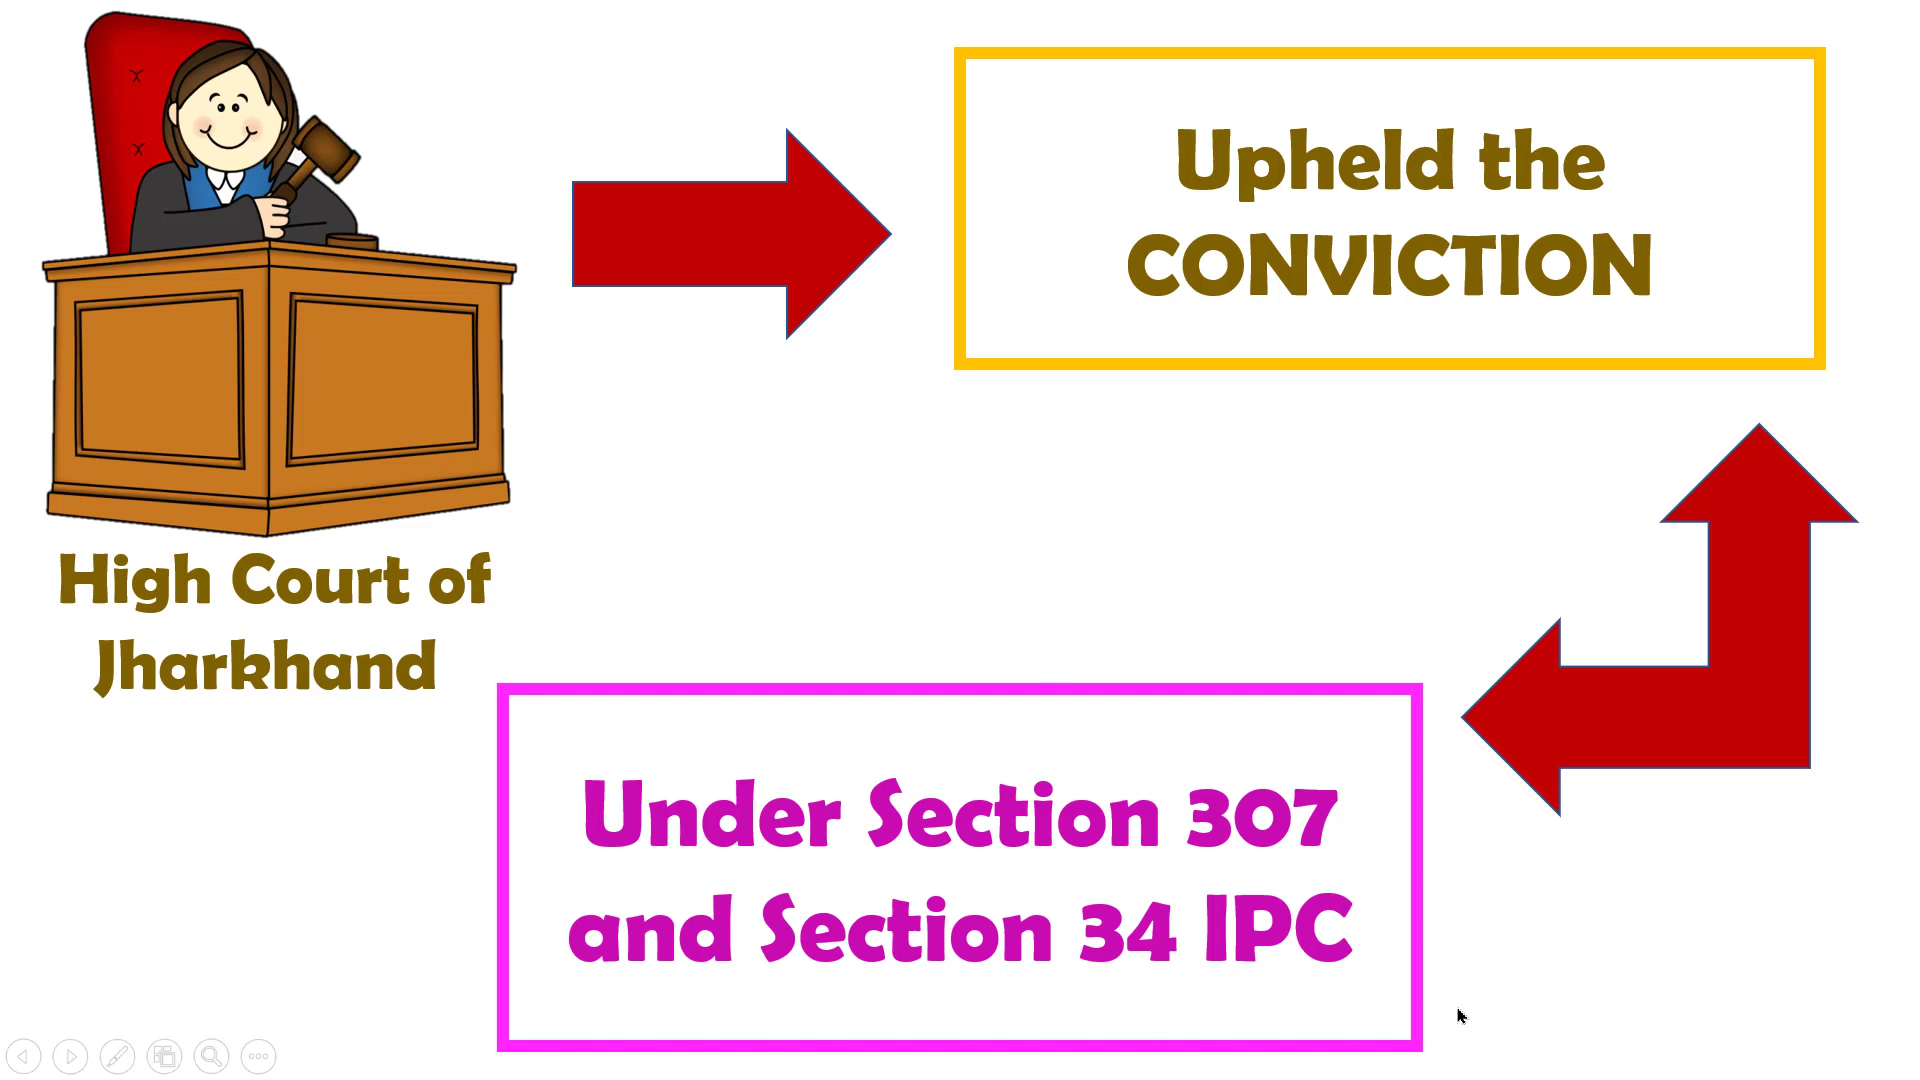 Upheld the
CONVICTION
High Court of
Jharkhand
Under Section 307
and Section 34 IPC